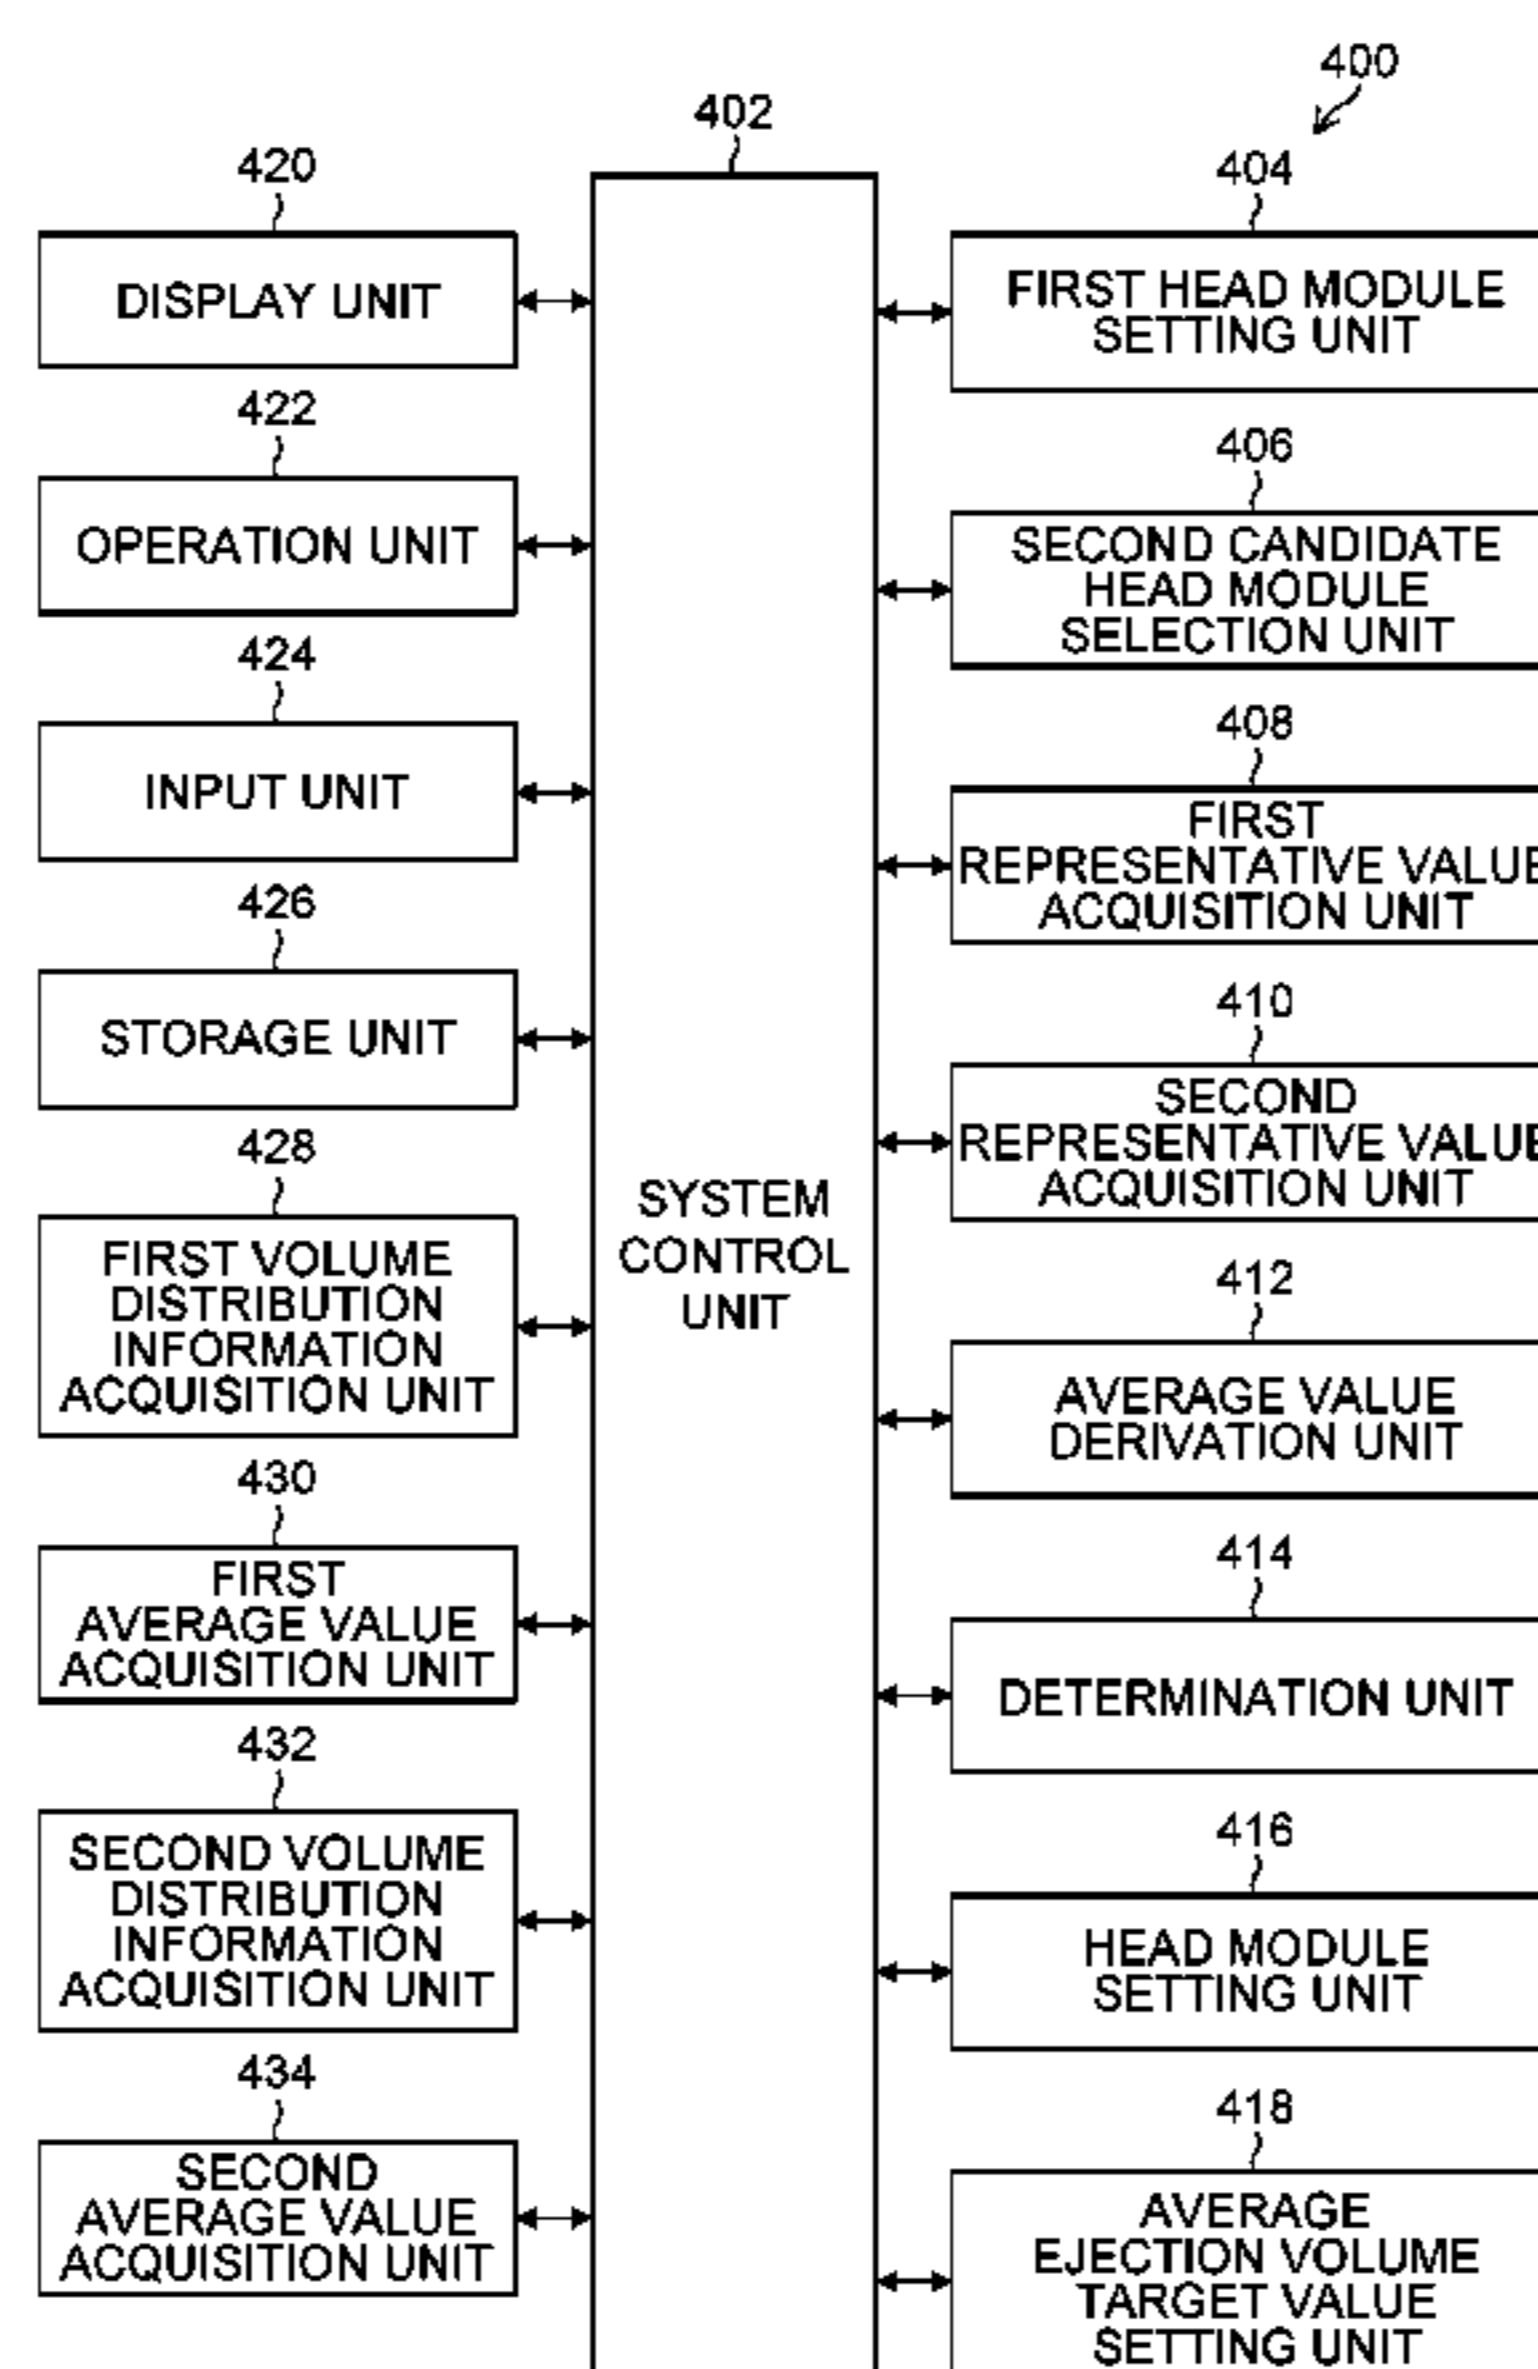 400
402
420
DISPLAY UNIT
422
OPERATION UNIT
424
INPUT UNIT
426
STORAGE UNIT
428
FIRST VOLUME
DISTRIBUTION
INFORMATION
ACQUISITION UNIT
430
FIRST
AVERAGE VALUE
ACQUISITION UNIT
432
SECOND VOLUME
DISTRIBUTION
INFORMATION
ACQUISITION UNIT
434
SECOND
AVERAGE VALUE
ACQUISITION UNIT
SYSTEM
CONTROL
UNIT
404
FIRST HEAD MODULE
SETTING UNIT
406
SECOND CANDIDATE
HEAD MODULE
SELECTION UNIT
408
FIRST
REPRESENTATIVE VALUE
ACQUISITION UNIT
410
SECOND
REPRESENTATIVE VALUE
ACQUISITION UNIT
412
AVERAGE VALUE
DERIVATION UNIT
414
DETERMINATION UNIT
416
HEAD MODULE
SETTING UNIT
418
AVERAGE
EJECTION VOLUME
TARGET VALUE
SETTING UNIT